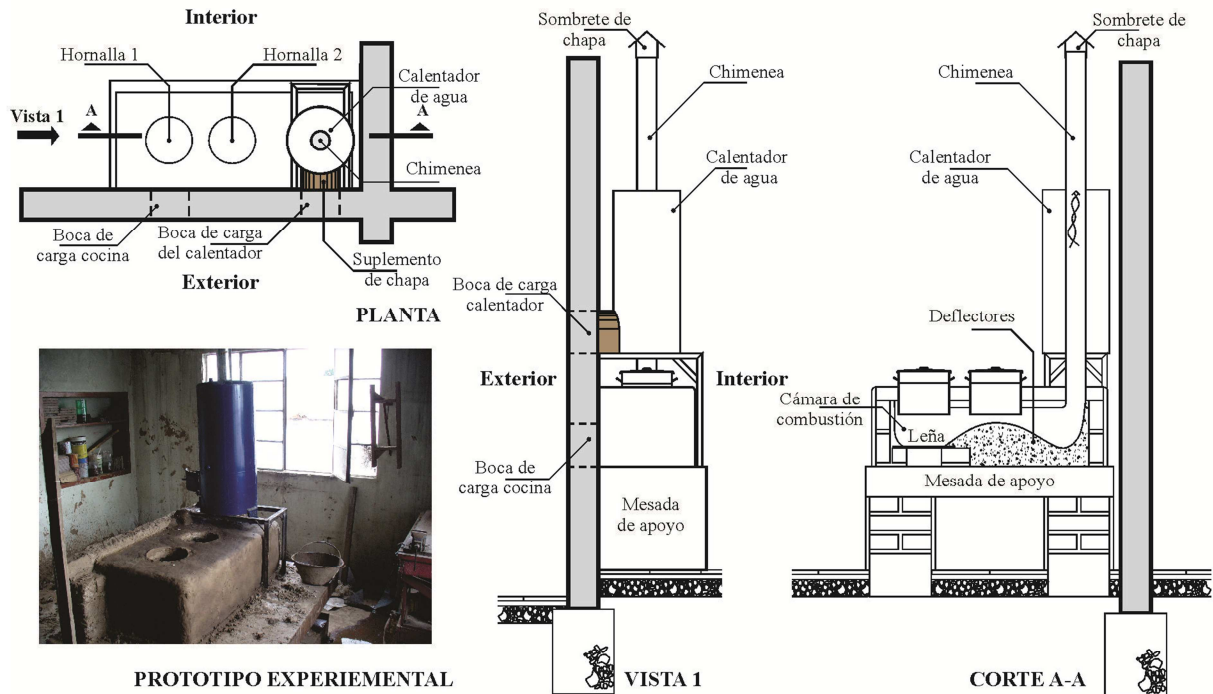 Interior
Hornalla 1
Hornalla 2
Calentador
de agua
Vista 1
A
A
Chimenea
Boca de
carga cocina
Boca de carga
del calentador
Suplemento
de chapa
Exterior
PLANTA
PROTOTIPO EXPERIEMENTAL
Sombrete de
chapa
Chimenea
Calentador
de agua
Boca de carga
calentador
Exterior
Interior
Boca de
carga cocina
Mesada
de apoyo
VISTA 1
Sombrete de
chapa
Chimenea
Calentador
de agua
Deflectores
Cámara de
combustión
Leña
Mesada de apoyo
CORTE A-A